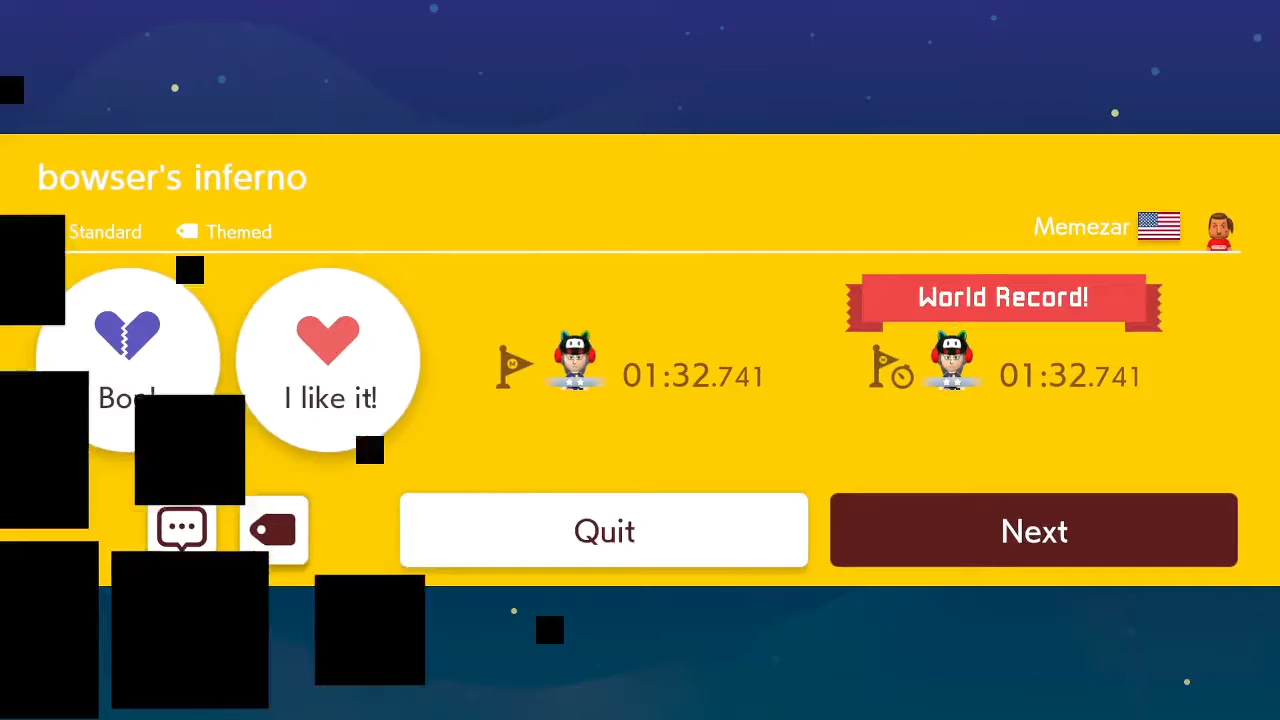 bowser's inferno
Standard Themed
Memezar
World Record!
01:32.741
01:32.741
I like it!
Quit
Next